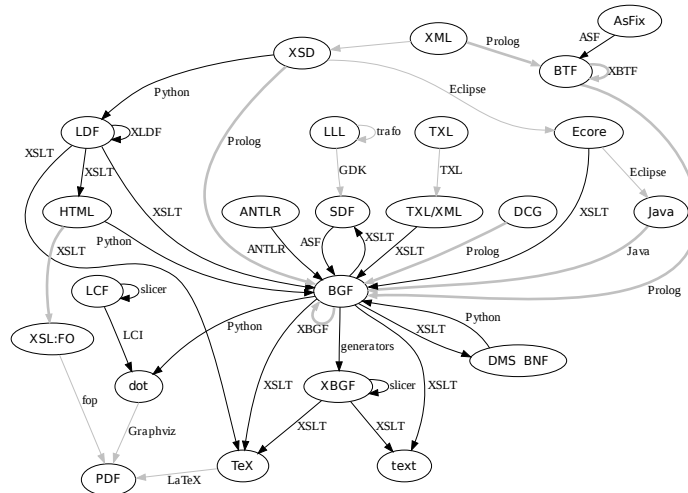 AsFix
XML
XSD
Prolog
ASF
BTF
XBTF
Python
Eclipse
LDF
XLDF
LLL
trafo
TXL
Ecore
Prolog
XSLT
XSLT
GDK
TXL
Eclipse
HTML
XSLT
ANTLR
SDF
TXL/XML
DCG
XSLT
Java
XSLT
Python
ANTLR
ASF
XSLT
XSLT
Prolog
Java
LCF
slicer
BGF
Prolog
XSL:FO
LCI
Python
XBGF
generators
XSLT
Python
DMS BNF
dot
XSLT
XBGF
slicer
XSLT
fop
Graphviz
XSLT
XSLT
PDF
LaTeX
TeX
text